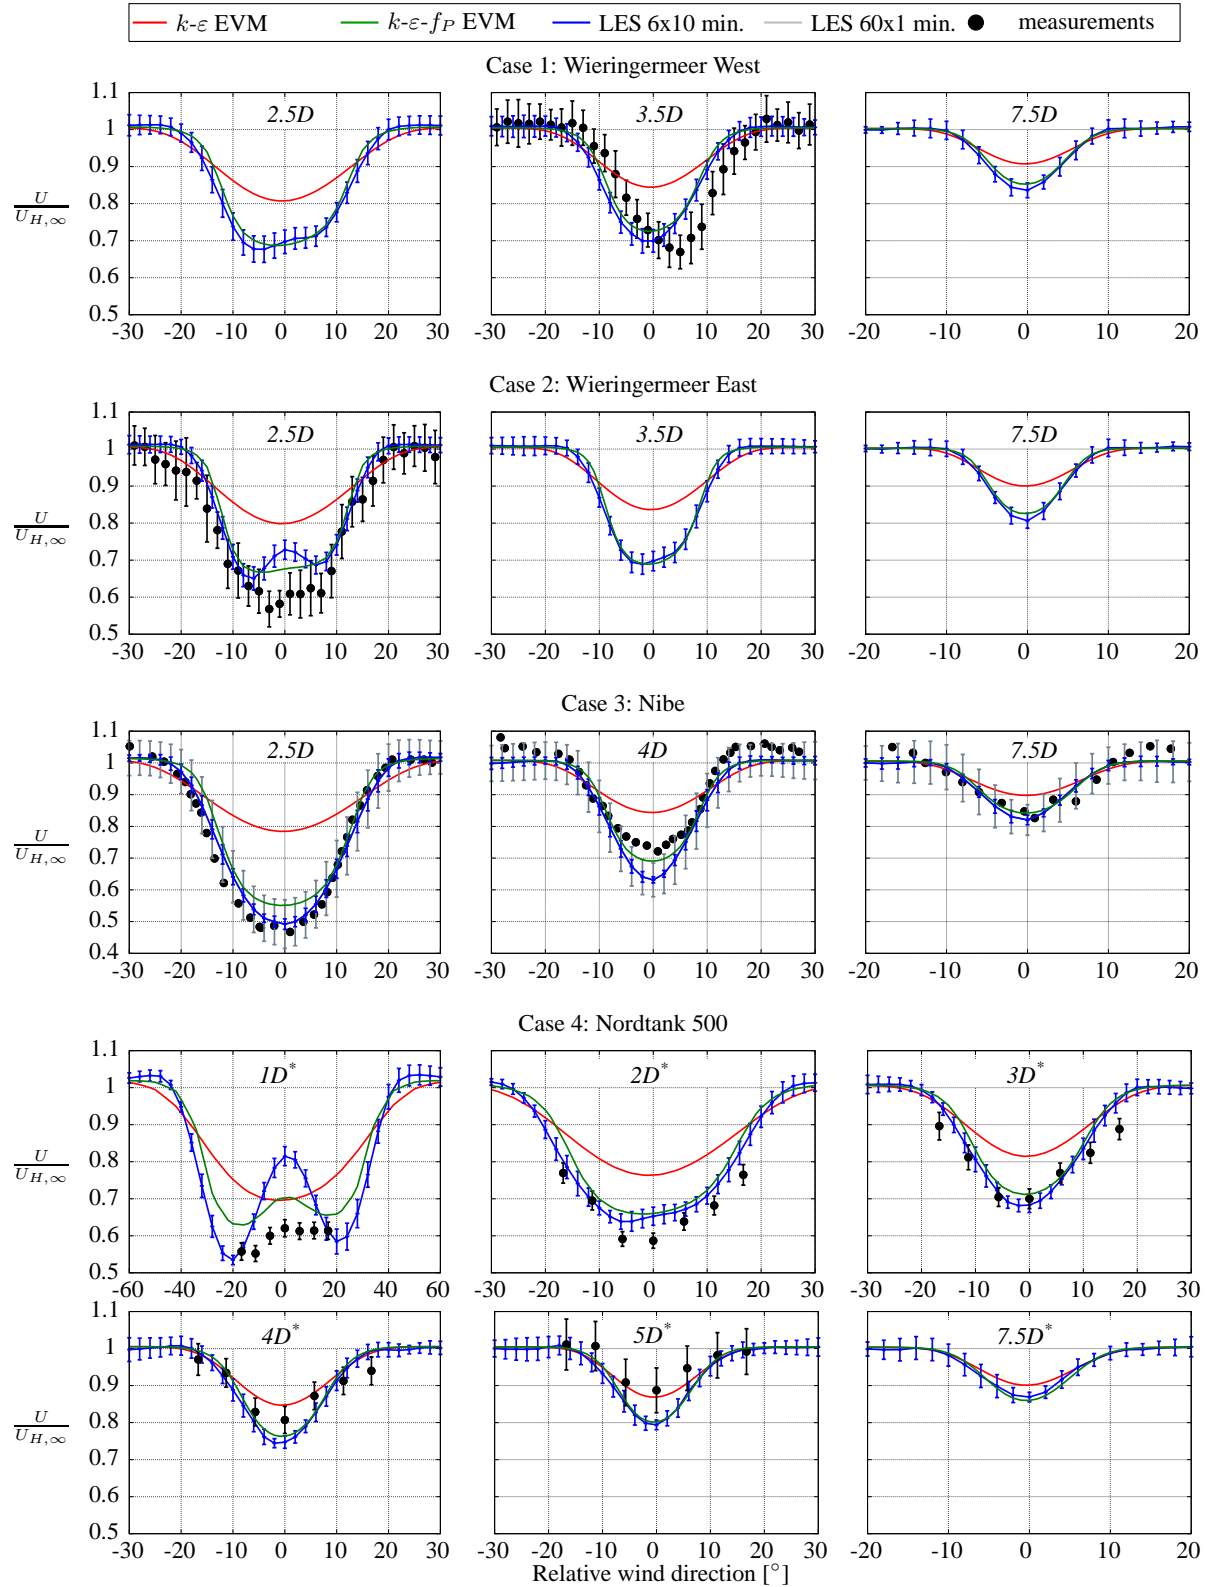 k-ε EVM k-ε-f_P EVM LES 6x10 min. LES 60x1 min. measurements
Case 1: Wieringermeer West
2.5D 3.5D 7.5D
U/U_{H,∞}
1.1
1
0.9
0.8
0.7
0.6
0.5
-30 -20 -10 0 10 20 30 -30 -20 -10 0 10 20 30 -20 -10 0 10 20
Case 2: Wieringermeer East
2.5D 3.5D 7.5D
U/U_{H,∞}
1.1
1
0.9
0.8
0.7
0.6
0.5
-30 -20 -10 0 10 20 30 -30 -20 -10 0 10 20 30 -20 -10 0 10 20
Case 3: Nibe
2.5D 4D 7.5D
U/U_{H,∞}
1.1
1
0.9
0.8
0.7
0.6
0.5
0.4
-30 -20 -10 0 10 20 30 -30 -20 -10 0 10 20 30 -20 -10 0 10 20
Case 4: Nordtank 500
1D* 2D* 3D*
U/U_{H,∞}
1.1
1
0.9
0.8
0.7
0.6
0.5
-60 -40 -20 0 20 40 60 -30 -20 -10 0 10 20 30 -30 -20 -10 0 10 20 30
4D* 5D* 7.5D*
U/U_{H,∞}
1.1
1
0.9
0.8
0.7
0.6
0.5
-30 -20 -10 0 10 20 30 -30 -20 -10 0 10 20 30 -30 -20 -10 0 10 20
Relative wind direction [°]